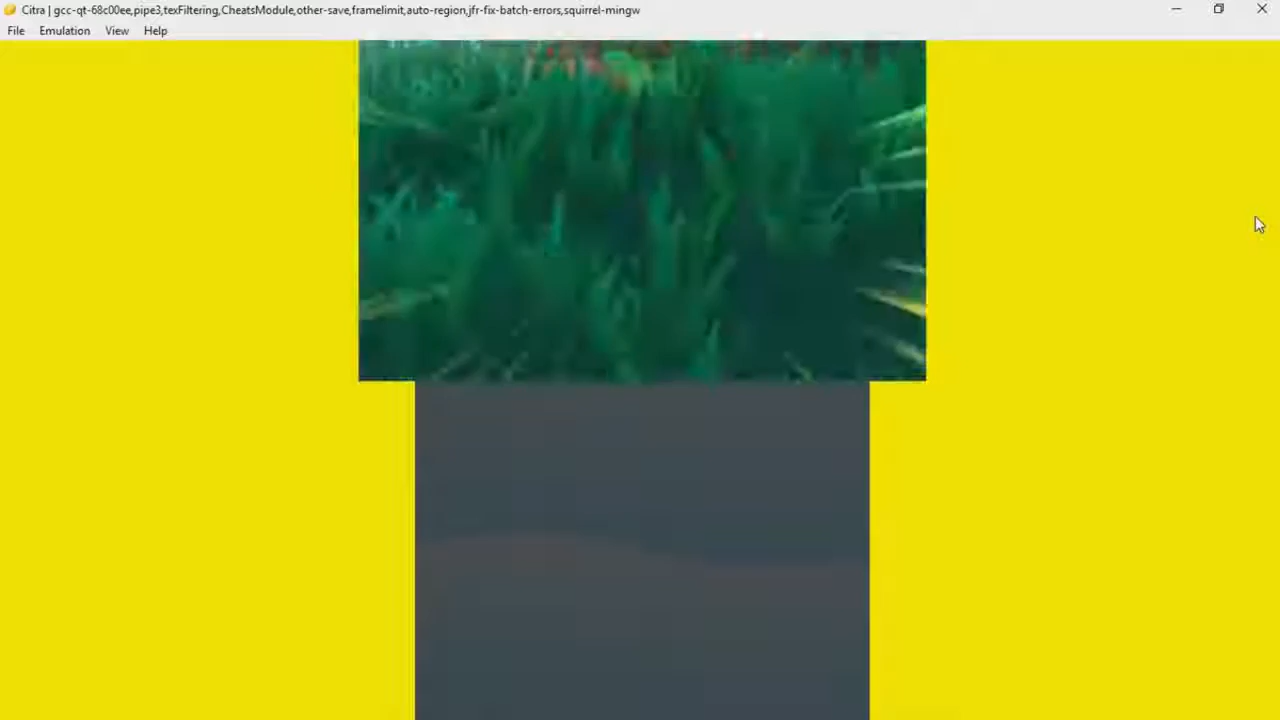 Citra | gcc-qt-68c00ee,pipe3,texFiltering,CheatsModule,other-save,framelimit,auto-region,jfr-fix-batch-errors,squirrel-mingw
File Emulation View Help